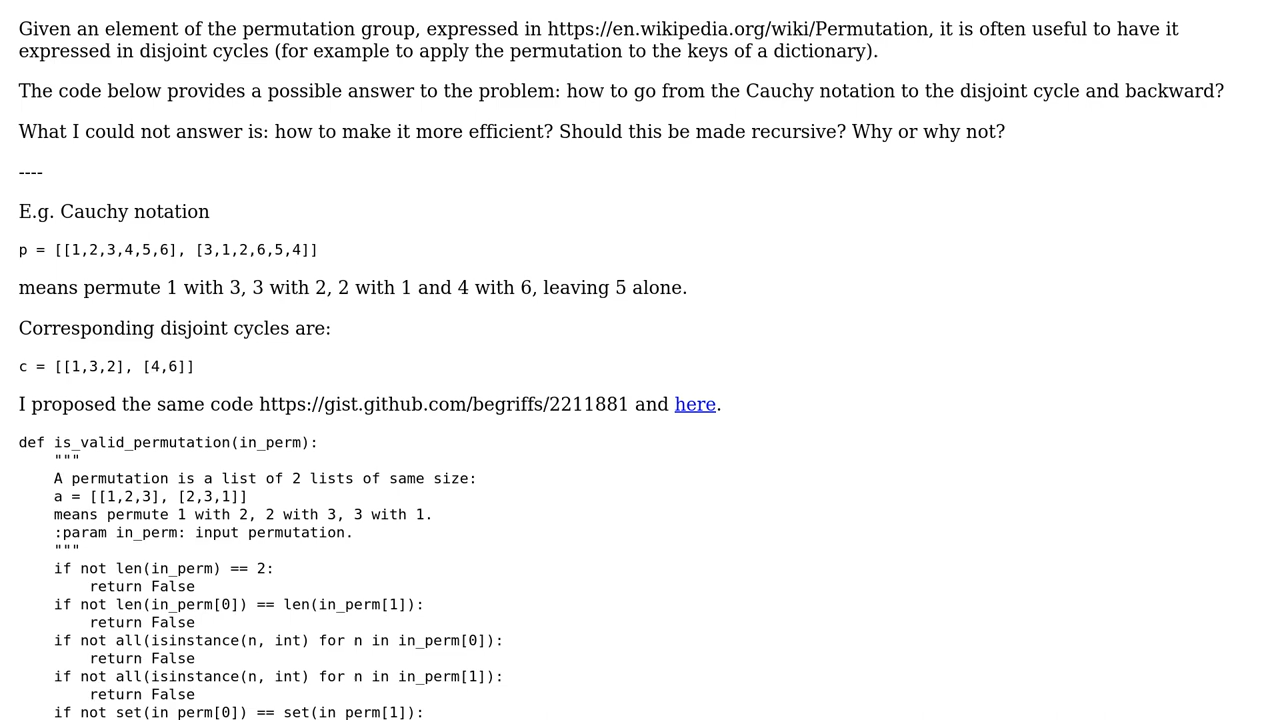 Given an element of the permutation group, expressed in https://en.wikipedia.org/wiki/Permutation, it is often useful to have it
expressed in disjoint cycles (for example to apply the permutation to the keys of a dictionary).
The code below provides a possible answer to the problem: how to go from the Cauchy notation to the disjoint cycle and backward?
What I could not answer is: how to make it more efficient? Should this be made recursive? Why or why not?
----
E.g. Cauchy notation
p = [[1,2,3,4,5,6], [3,1,2,6,5,4]]
means permute 1 with 3, 3 with 2, 2 with 1 and 4 with 6, leaving 5 alone.
Corresponding disjoint cycles are:
c = [[1,3,2], [4,6]]
I proposed the same code https://gist.github.com/begriffs/2211881 and here.
def is_valid_permutation(in_perm):
    """
    A permutation is a list of 2 lists of same size:
    a = [[1,2,3], [2,3,1]]
    means permute 1 with 2, 2 with 3, 3 with 1.
    :param in_perm: input permutation.
    """
    if not len(in_perm) == 2:
        return False
    if not len(in_perm[0]) == len(in_perm[1]):
        return False
    if not all(isinstance(n, int) for n in in_perm[0]):
        return False
    if not all(isinstance(n, int) for n in in_perm[1]):
        return False
    if not set(in_perm[0]) == set(in_perm[1]):